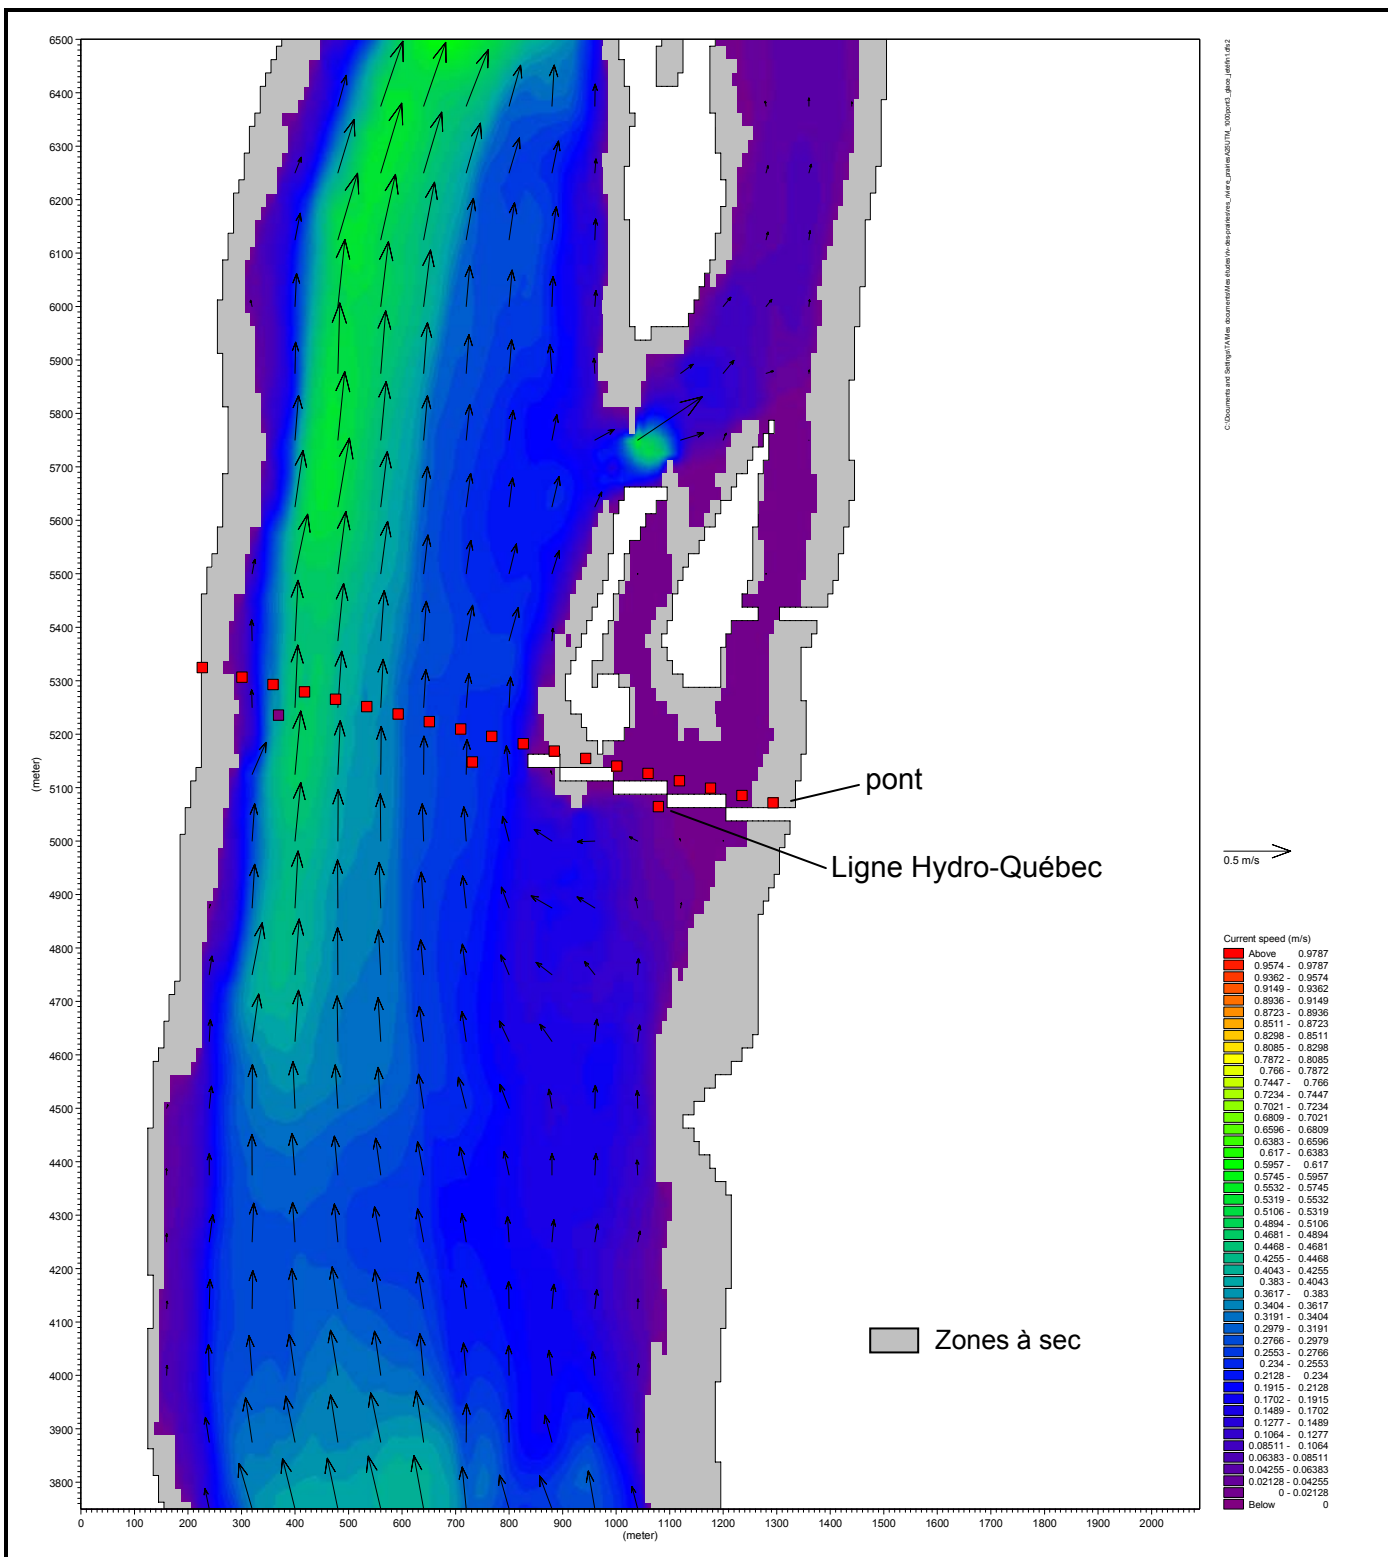 6500
6400
6300
6200
6100
6000
5900
5800
5700
5600
5500
5400
5300
5200
5100
5000
4900
4800
4700
4600
4500
4400
4300
4200
4100
4000
3900
3800
(meter)
0 100 200 300 400 500 600 700 800 900 1000 1100 1200 1300 1400 1500 1600 1700 1800 1900 2000
(meter)
pont
Ligne Hydro-Québec
Zones à sec
0.5 m/s
Current speed (m/s)
Above 0.9787
0.9574 - 0.9787
0.9362 - 0.9574
0.9149 - 0.9362
0.8936 - 0.9149
0.8723 - 0.8936
0.8511 - 0.8723
0.8298 - 0.8511
0.8085 - 0.8298
0.7872 - 0.8085
0.766 - 0.7872
0.7447 - 0.766
0.7234 - 0.7447
0.7021 - 0.7234
0.6809 - 0.7021
0.6596 - 0.6809
0.6383 - 0.6596
0.617 - 0.6383
0.5957 - 0.617
0.5745 - 0.5957
0.5532 - 0.5745
0.5319 - 0.5532
0.5106 - 0.5319
0.4894 - 0.5106
0.4681 - 0.4894
0.4468 - 0.4681
0.4255 - 0.4468
0.4043 - 0.4255
0.383 - 0.4043
0.3617 - 0.383
0.3404 - 0.3617
0.3191 - 0.3404
0.2979 - 0.3191
0.2766 - 0.2979
0.2553 - 0.2766
0.234 - 0.2553
0.2128 - 0.234
0.1915 - 0.2128
0.1702 - 0.1915
0.1489 - 0.1702
0.1277 - 0.1489
0.1064 - 0.1277
0.08511 - 0.1064
0.06383 - 0.08511
0.04255 - 0.06383
0.02128 - 0.04255
0 - 0.02128
Below 0